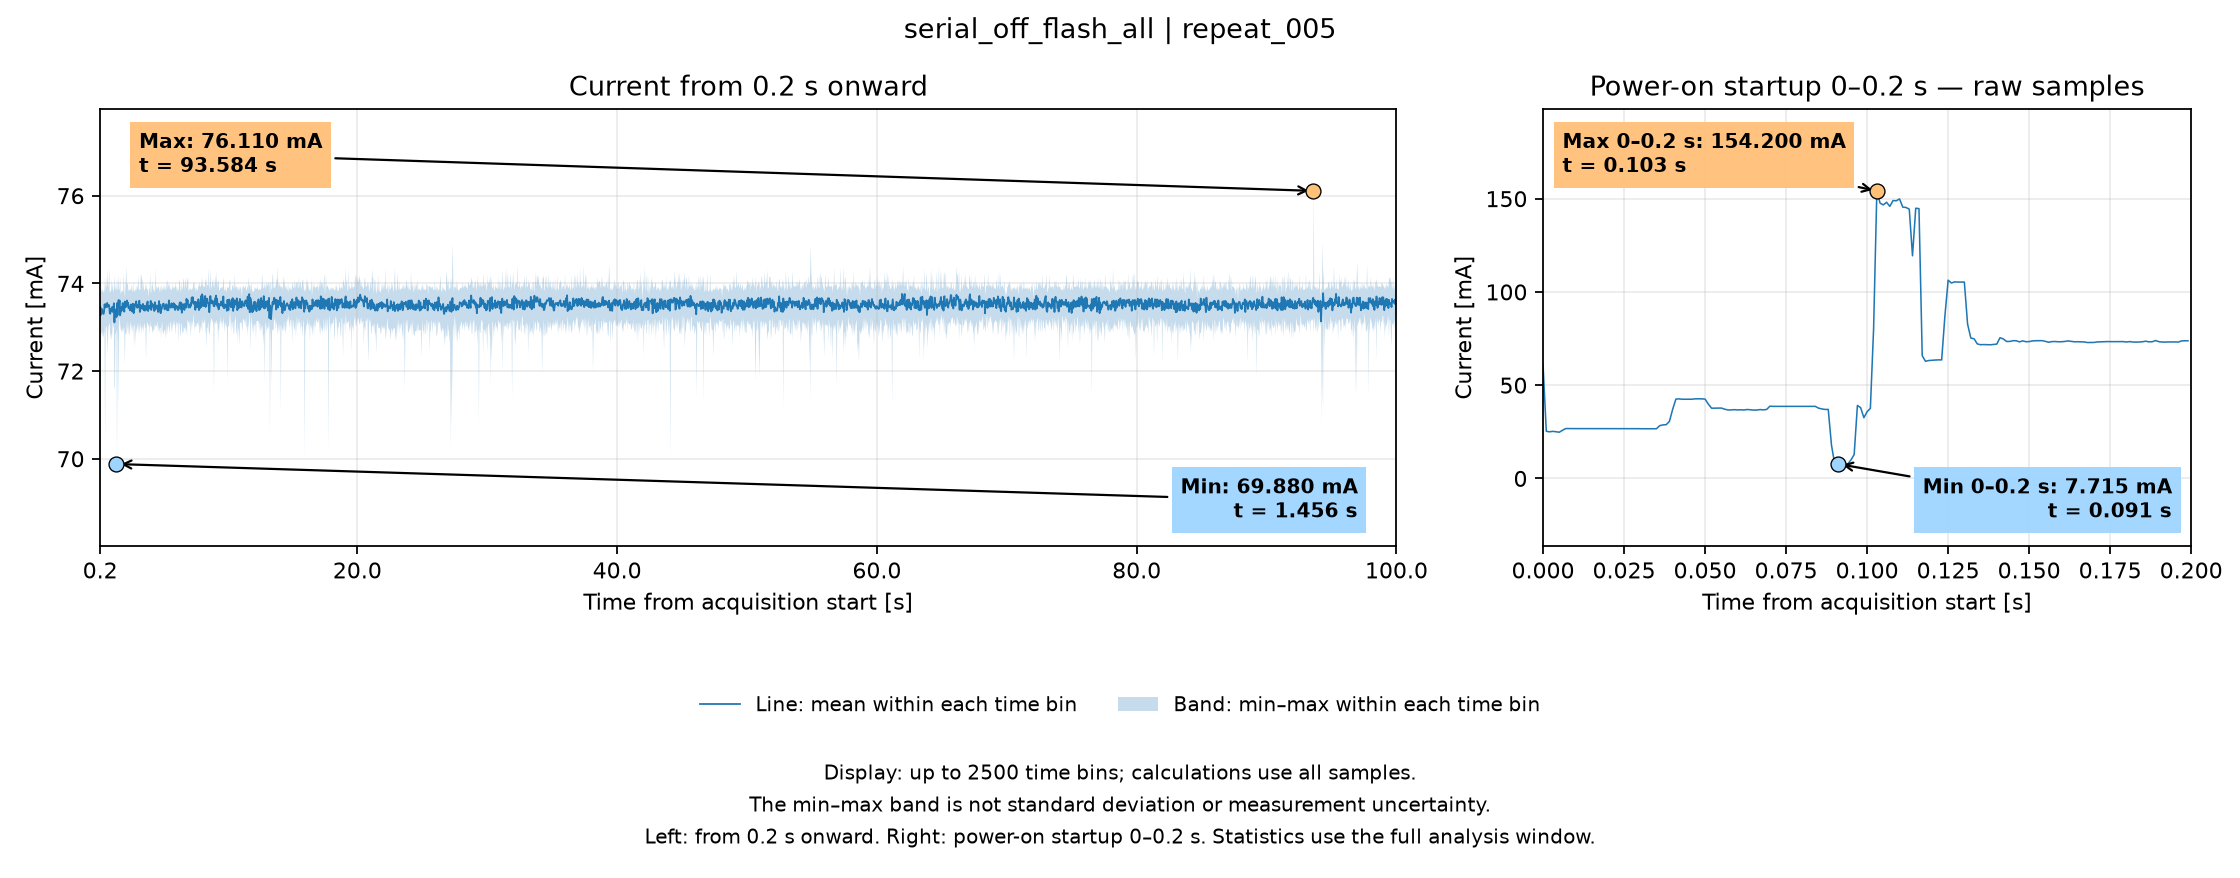 serial_off_flash_all | repeat_005
Current from 0.2 s onward
Max: 76.110 mA
t = 93.584 s
76
74
72
70
Current [mA]
Min: 69.880 mA
t = 1.456 s
0.2
20.0
40.0
60.0
80.0
100.0
Time from acquisition start [s]
Power-on startup 0–0.2 s — raw samples
Max 0–0.2 s: 154.200 mA
t = 0.103 s
150
100
50
0
Current [mA]
Min 0–0.2 s: 7.715 mA
t = 0.091 s
0.000
0.025
0.050
0.075
0.100
0.125
0.150
0.175
0.200
Time from acquisition start [s]
Line: mean within each time bin
Band: min–max within each time bin
Display: up to 2500 time bins; calculations use all samples.
The min–max band is not standard deviation or measurement uncertainty.
Left: from 0.2 s onward. Right: power-on startup 0–0.2 s. Statistics use the full analysis window.